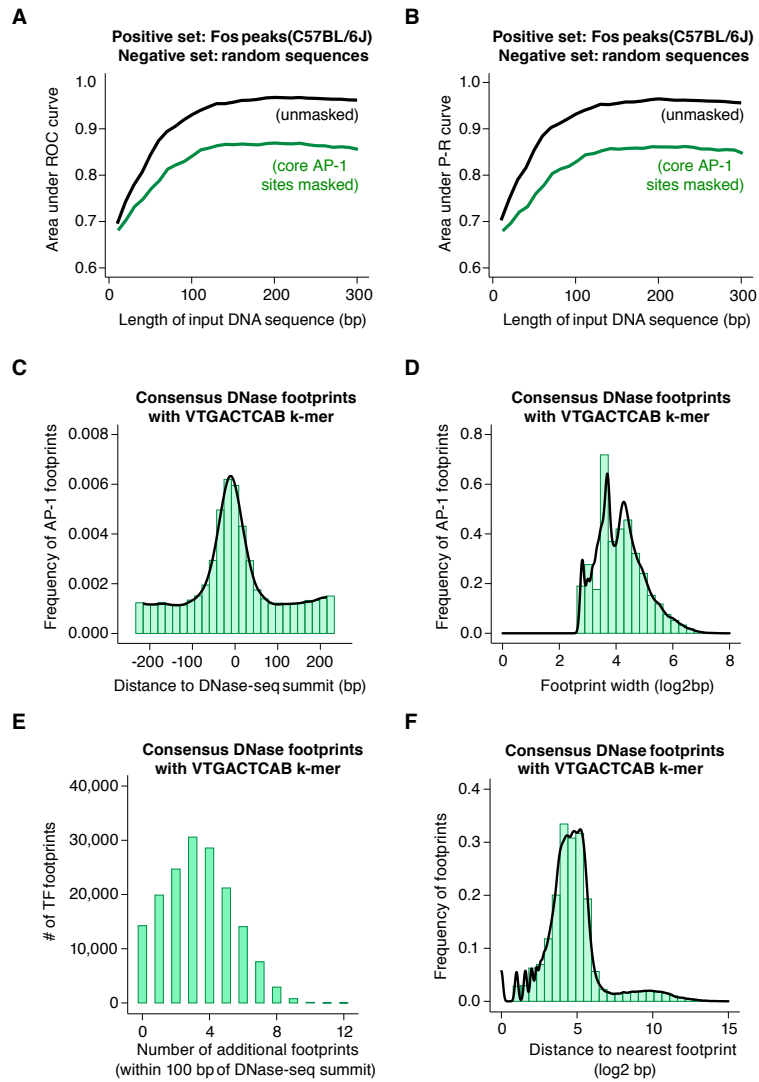 A
Positive set: Fos peaks(C57BL/6J)
Negative set: random sequences
Area under ROC curve
1.0
0.9
0.8
0.7
0.6
(unmasked)
(core AP-1
sites masked)
0 100 200 300
Length of input DNA sequence (bp)
B
Positive set: Fos peaks(C57BL/6J)
Negative set: random sequences
Area under P-R curve
1.0
0.9
0.8
0.7
0.6
(unmasked)
(core AP-1
sites masked)
0 100 200 300
Length of input DNA sequence (bp)
C
Consensus DNase footprints
with VTGACTCAB k-mer
Frequency of AP-1 footprints
0.008
0.006
0.004
0.002
0.000
-200 -100 0 100 200
Distance to DNase-seq summit (bp)
D
Consensus DNase footprints
with VTGACTCAB k-mer
Frequency of AP-1 footprints
0.8
0.6
0.4
0.2
0.0
0 2 4 6 8
Footprint width (log2bp)
E
Consensus DNase footprints
with VTGACTCAB k-mer
# of TF footprints
40,000
30,000
20,000
10,000
0
0 4 8 12
Number of additional footprints
(within 100 bp of DNase-seq summit)
F
Consensus DNase footprints
with VTGACTCAB k-mer
Frequency of footprints
0.4
0.3
0.2
0.1
0.0
0 5 10 15
Distance to nearest footprint
(log2 bp)